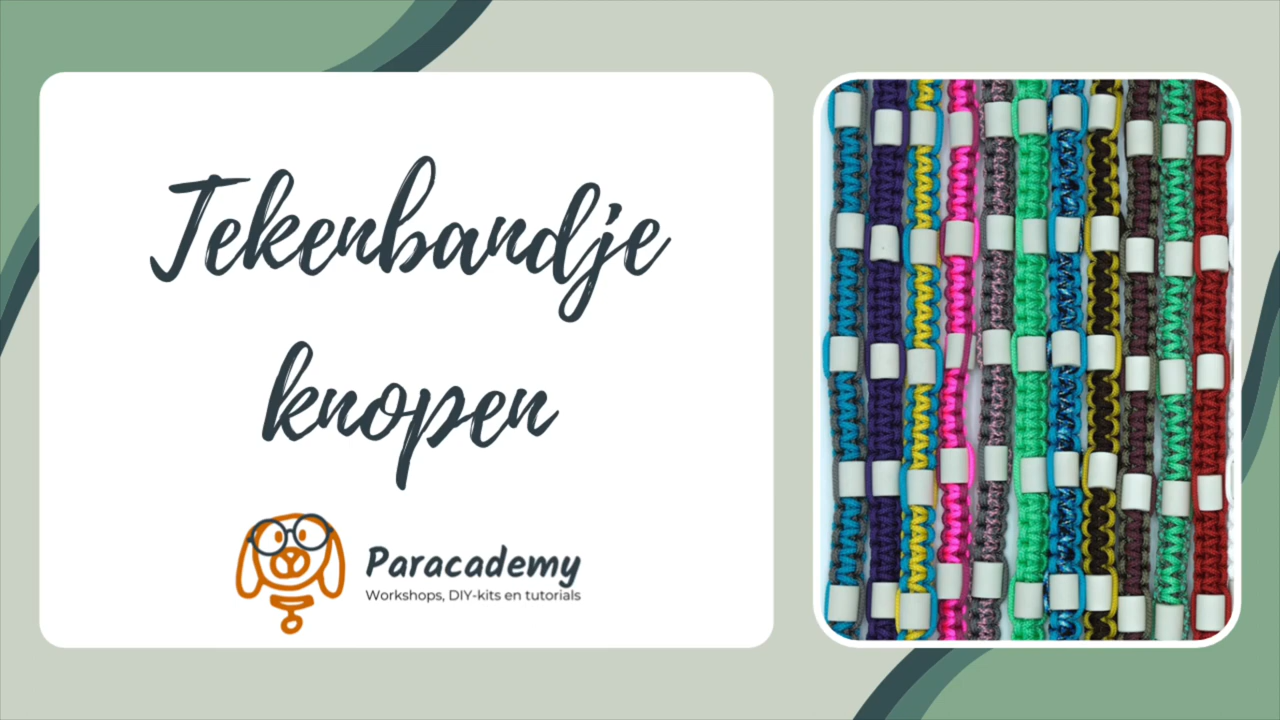 Tekenbandje
knopen
Paracademy
Workshops, DIY-kits en tutorials